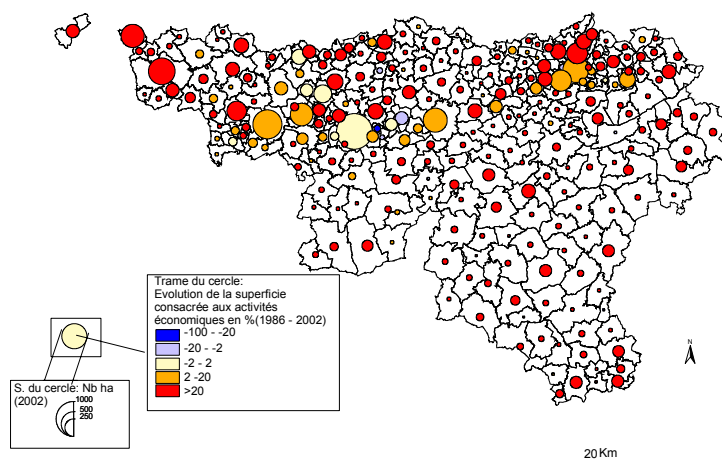 Trame du cercle:
Evolution de la superficie
consacrée aux activités
économiques en %(1986 - 2002)
-100 - -20
-20 - -2
-2 - 2
2 -20
>20
S. du cercle: Nb ha
(2002)
1000
500
250
N
20 Km